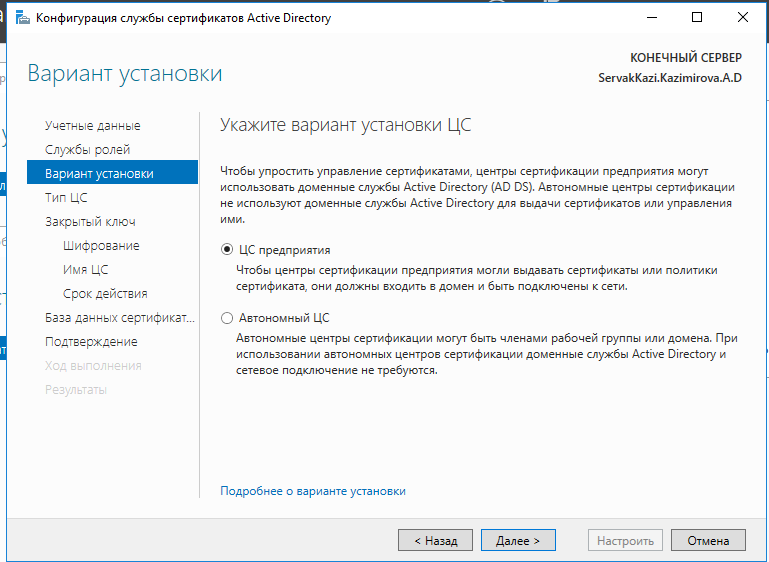 Конфигурация службы сертификатов Active Directory
Вариант установки
КОНЕЧНЫЙ СЕРВЕР
ServakKazi.Kazimirova.A.D
Учетные данные
Службы ролей
Вариант установки
Тип ЦС
Закрытый ключ
Шифрование
Имя ЦС
Срок действия
База данных сертификат...
Подтверждение
Ход выполнения
Результаты
Укажите вариант установки ЦС
Чтобы упростить управление сертификатами, центры сертификации предприятия могут
использовать доменные службы Active Directory (AD DS). Автономные центры сертификации
не используют доменные службы Active Directory для выдачи сертификатов или управления
ими.
ЦС предприятия
Чтобы центры сертификации предприятия могли выдавать сертификаты или политики
сертификата, они должны входить в домен и быть подключены к сети.
Автономный ЦС
Автономные центры сертификации могут быть членами рабочей группы или домена. При
использовании автономных центров сертификации доменные службы Active Directory и
сетевое подключение не требуются.
Подробнее о варианте установки
< Назад
Далее >
Настроить
Отмена